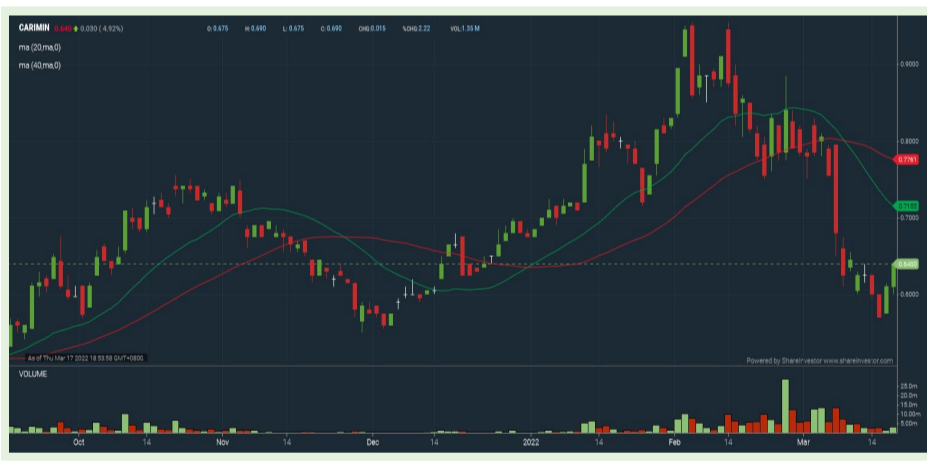 CARIMIN 0.640 0.030 ( 4.92%) O: 0.675 H: 0.690 L: 0.675 C: 0.690 CHG:0.015 %CHG:2.22 VOL:1.35 M
ma (20,ma,0)
ma (40,ma,0)
0.9000
0.8000
0.7761
0.7155
0.7000
0.6400
0.6000
As of Thu Mar 17 2022 18:53:58 GMT+0800
Powered by ShareInvestor www.shareinvestor.com
VOLUME
25.0m
20.0m
15.0m
10.00m
5.00m
Oct 14 Nov 14 Dec 14 2022 14 Feb 14 Mar 14